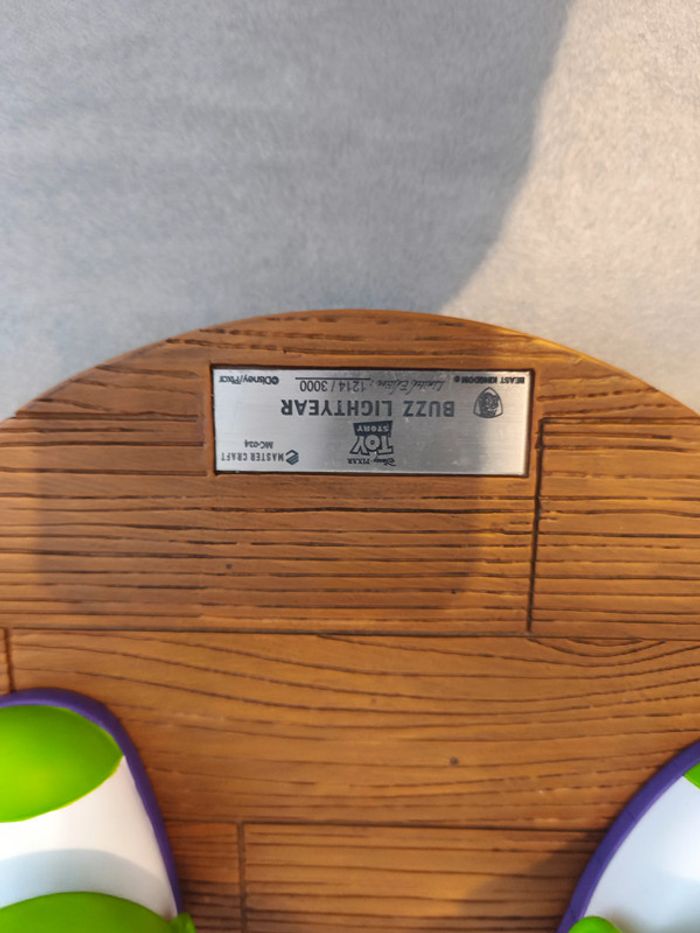 Disney · PIXAR
TOY
STORY
MASTER CRAFT
MC-024
BUZZ LIGHTYEAR
BEAST KINGDOM ®
Limited Edition : 1214 / 3000
©Disney/Pixar